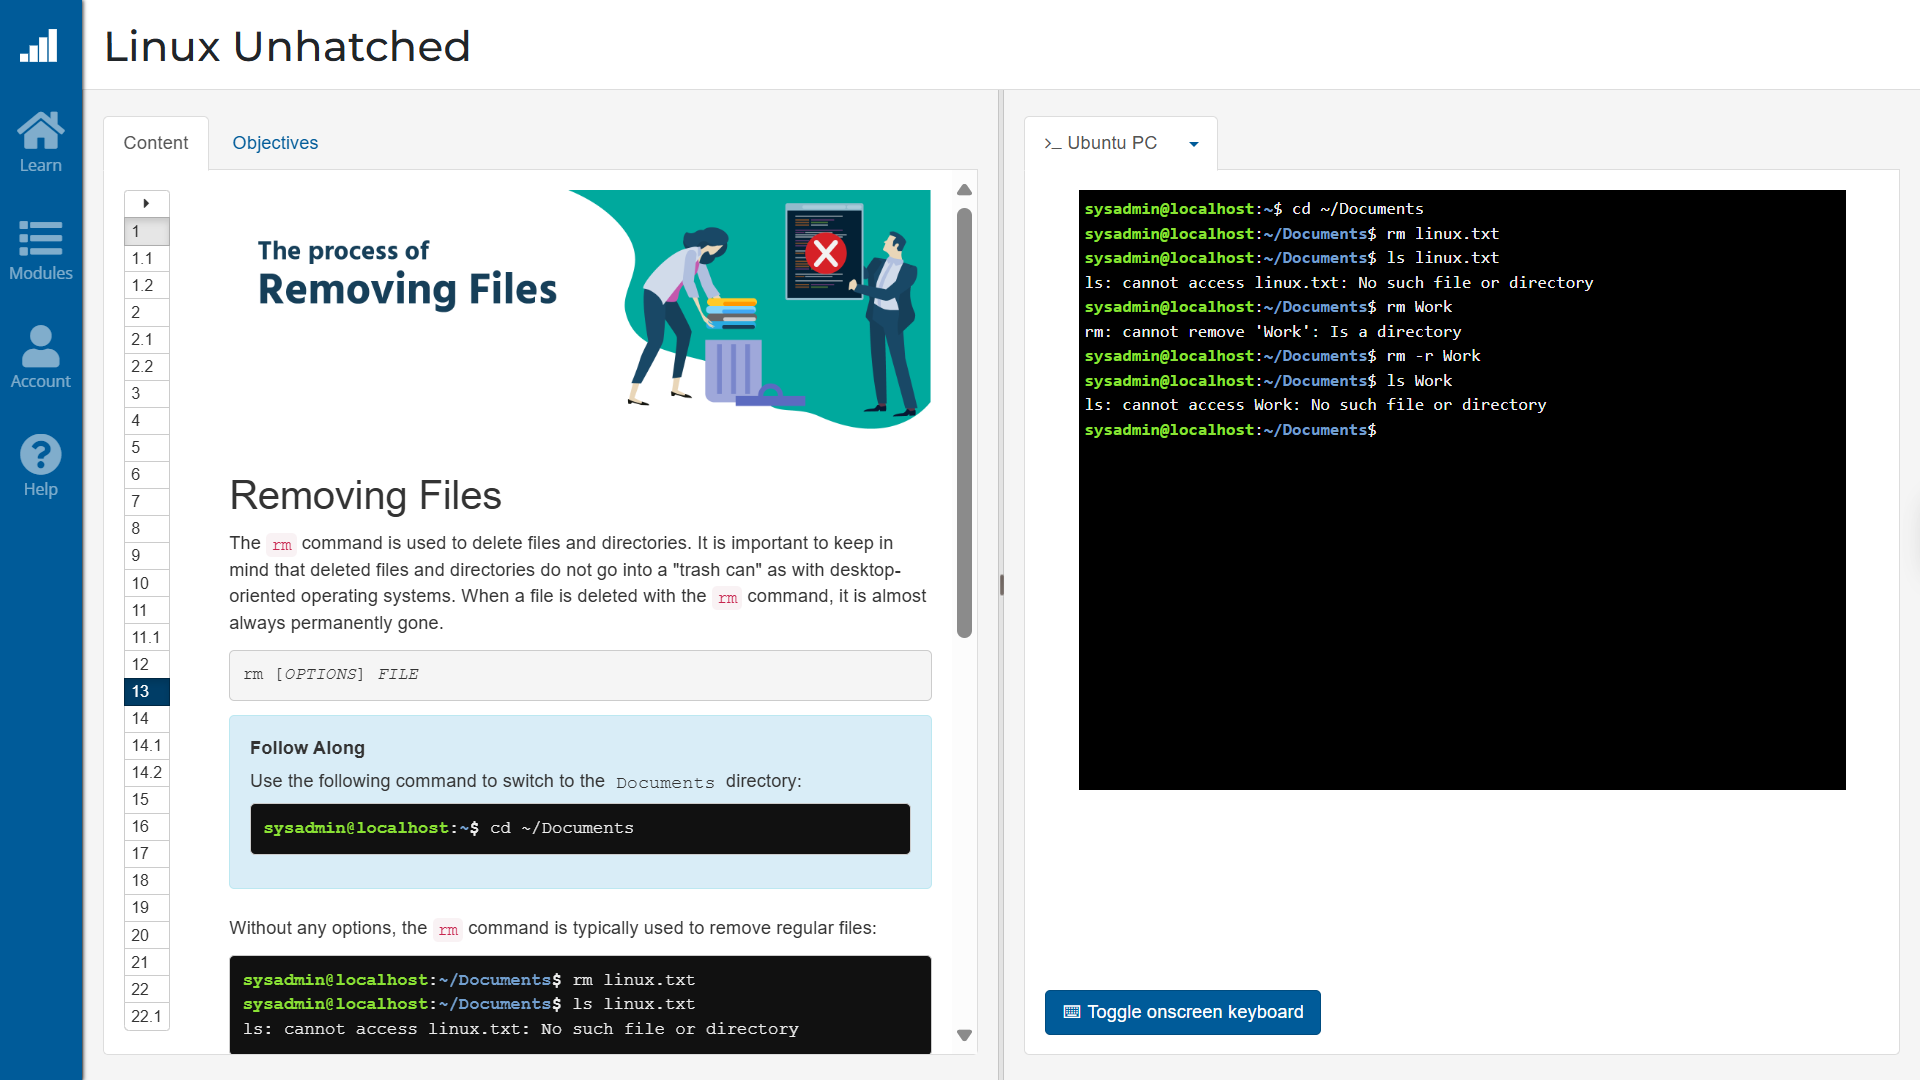 Linux Unhatched
Learn
Modules
Account
Help
Content
Objectives
1
1.1
1.2
2
2.1
2.2
3
4
5
6
7
8
9
10
11
11.1
12
13
14
14.1
14.2
15
16
17
18
19
20
21
22
22.1
The process of
Removing Files
Removing Files
The rm command is used to delete files and directories. It is important to keep in
mind that deleted files and directories do not go into a "trash can" as with desktop-
oriented operating systems. When a file is deleted with the rm command, it is almost
always permanently gone.
rm [OPTIONS] FILE
Follow Along
Use the following command to switch to the Documents directory:
sysadmin@localhost:~$ cd ~/Documents
Without any options, the rm command is typically used to remove regular files:
sysadmin@localhost:~/Documents$ rm linux.txt
sysadmin@localhost:~/Documents$ ls linux.txt
ls: cannot access linux.txt: No such file or directory
>_ Ubuntu PC
sysadmin@localhost:~$ cd ~/Documents
sysadmin@localhost:~/Documents$ rm linux.txt
sysadmin@localhost:~/Documents$ ls linux.txt
ls: cannot access linux.txt: No such file or directory
sysadmin@localhost:~/Documents$ rm Work
rm: cannot remove 'Work': Is a directory
sysadmin@localhost:~/Documents$ rm -r Work
sysadmin@localhost:~/Documents$ ls Work
ls: cannot access Work: No such file or directory
sysadmin@localhost:~/Documents$
Toggle onscreen keyboard